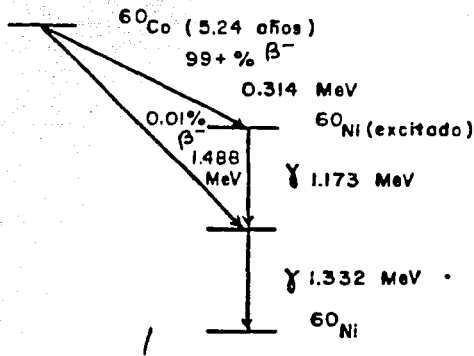 ⁶⁰Co (5.24 años)
99+ % β⁻
0.314 MeV
0.01%
β⁻
1.488
MeV
⁶⁰Ni (excitado)
γ 1.173 MeV
γ 1.332 MeV
⁶⁰Ni